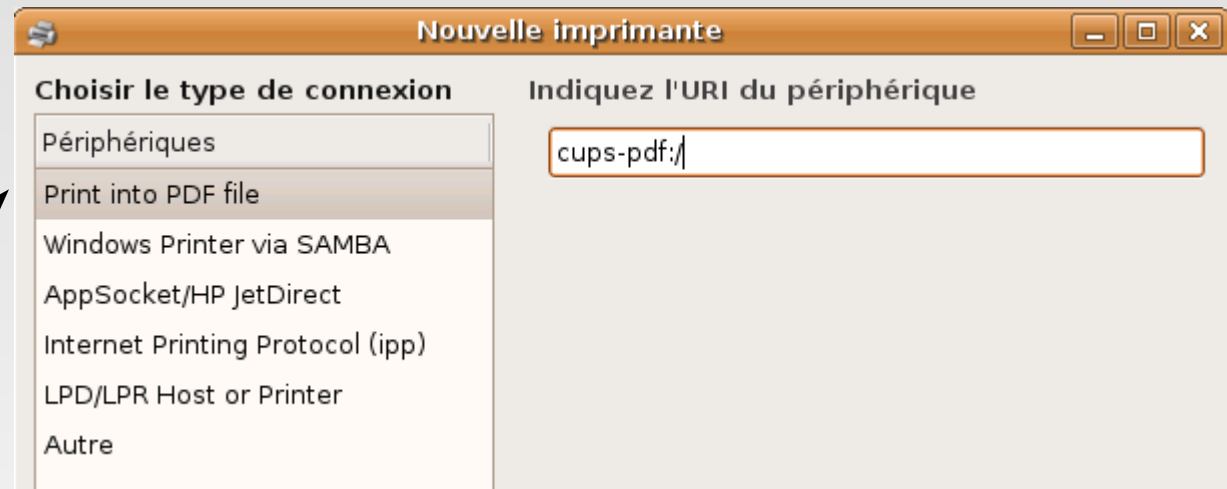 Nouvelle imprimante
Choisir le type de connexion
Périphériques
Print into PDF file
Windows Printer via SAMBA
AppSocket/HP JetDirect
Internet Printing Protocol (ipp)
LPD/LPR Host or Printer
Autre
Indiquez l'URI du périphérique
cups-pdf:/